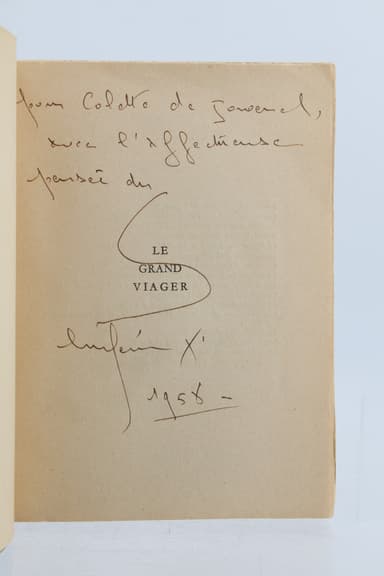 pour Colette de Jouvenel,
avec l'affectueuse
pensée du
LE
GRAND
VIAGER
X'
1958 -